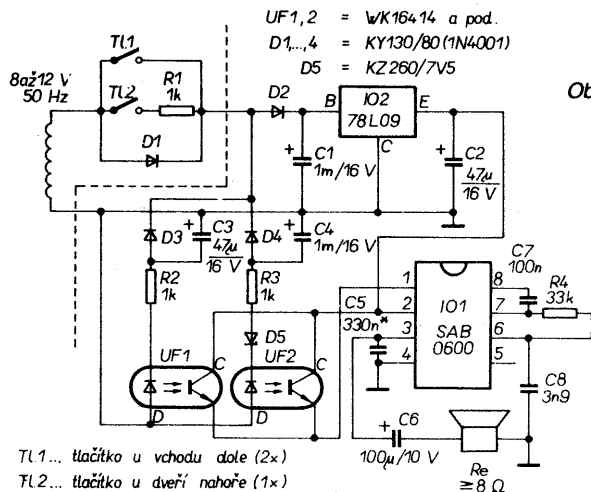 UF1,2 = WK16414 a pod.
D1,...,4 = KY130/80 (1N4001)
D5 = KZ260/7V5
Ob
8až12 V
50 Hz
Tl.1
Tl.2
R1
1k
D1
D2
B
IO2
78L09
E
C
C1
1m/16 V
C2
47µ
16 V
D3
C3
47µ
16 V
D4
C4
1m/16 V
R2
1k
R3
1k
D5
C5
330n*
1
2
3
4
IO1
SAB
0600
8
7
6
5
C7
100n
R4
33k
C8
3n9
UF1
C
D
UF2
C
D
C6
100µ/10 V
Re
≥8 Ω
Tl.1... tlačítko u vchodu dole (2×)
Tl.2... tlačítko u dveří nahoře (1×)